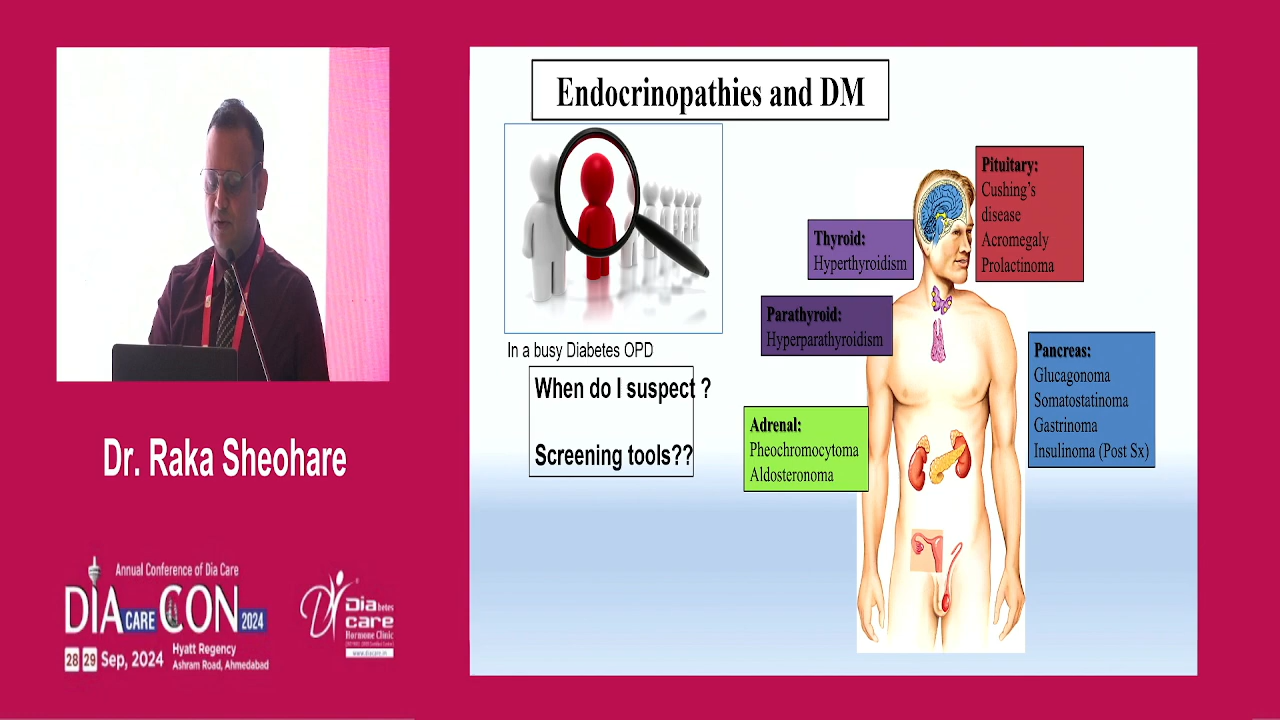 Endocrinopathies and DM
Pituitary:
Cushing's
disease
Acromegaly
Prolactinoma
Thyroid:
Hyperthyroidism
Parathyroid:
Hyperparathyroidism
In a busy Diabetes OPD
When do I suspect ?
Screening tools??
Pancreas:
Glucagonoma
Somatostatinoma
Gastrinoma
Insulinoma (Post Sx)
Adrenal:
Pheochromocytoma
Aldosteronoma
Dr. Raka Sheohare
Annual Conference of Dia Care
DIA CARE CON 2024
28 29 Sep, 2024
Hyatt Regency
Ashram Road, Ahmedabad
Diabetes
care
Hormone Clinic
www.diacare.in